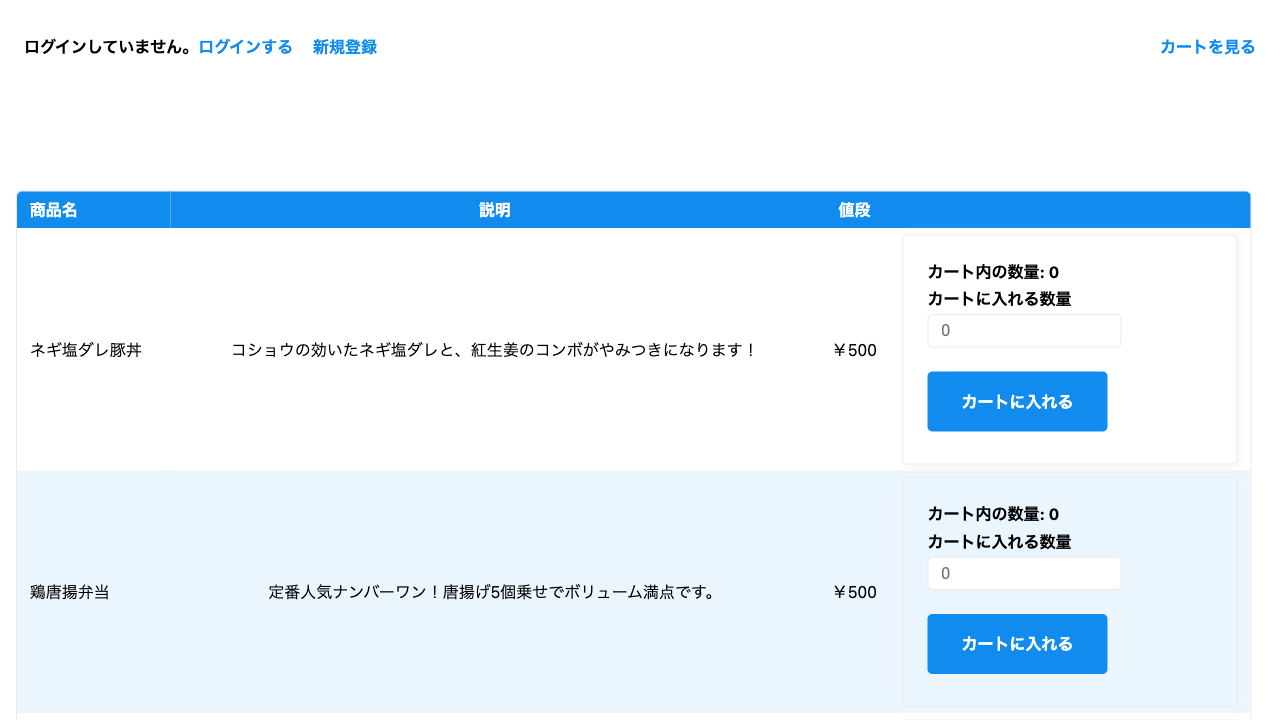 ログインしていません。ログインする 新規登録 カートを見る
商品名 説明 値段
カート内の数量: 0
カートに入れる数量
0
ネギ塩ダレ豚丼 コショウの効いたネギ塩ダレと、紅生姜のコンボがやみつきになります！ ￥500
カートに入れる
カート内の数量: 0
カートに入れる数量
0
鶏唐揚弁当 定番人気ナンバーワン！唐揚げ5個乗せでボリューム満点です。 ￥500
カートに入れる